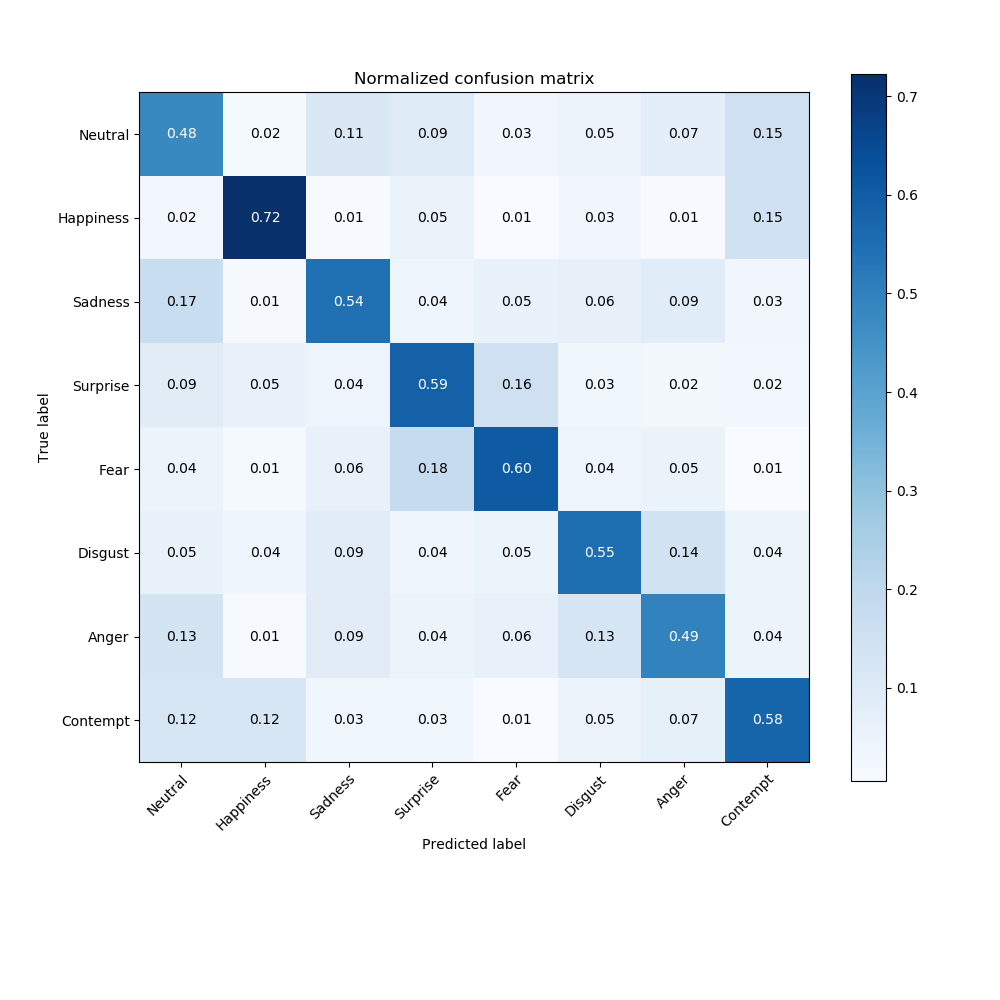 Normalized confusion matrix
Neutral 0.48 0.02 0.11 0.09 0.03 0.05 0.07 0.15
Happiness 0.02 0.72 0.01 0.05 0.01 0.03 0.01 0.15
Sadness 0.17 0.01 0.54 0.04 0.05 0.06 0.09 0.03
Surprise 0.09 0.05 0.04 0.59 0.16 0.03 0.02 0.02
Fear 0.04 0.01 0.06 0.18 0.60 0.04 0.05 0.01
Disgust 0.05 0.04 0.09 0.04 0.05 0.55 0.14 0.04
Anger 0.13 0.01 0.09 0.04 0.06 0.13 0.49 0.04
Contempt 0.12 0.12 0.03 0.03 0.01 0.05 0.07 0.58
True label
Neutral Happiness Sadness Surprise Fear Disgust Anger Contempt
Predicted label
0.7
0.6
0.5
0.4
0.3
0.2
0.1